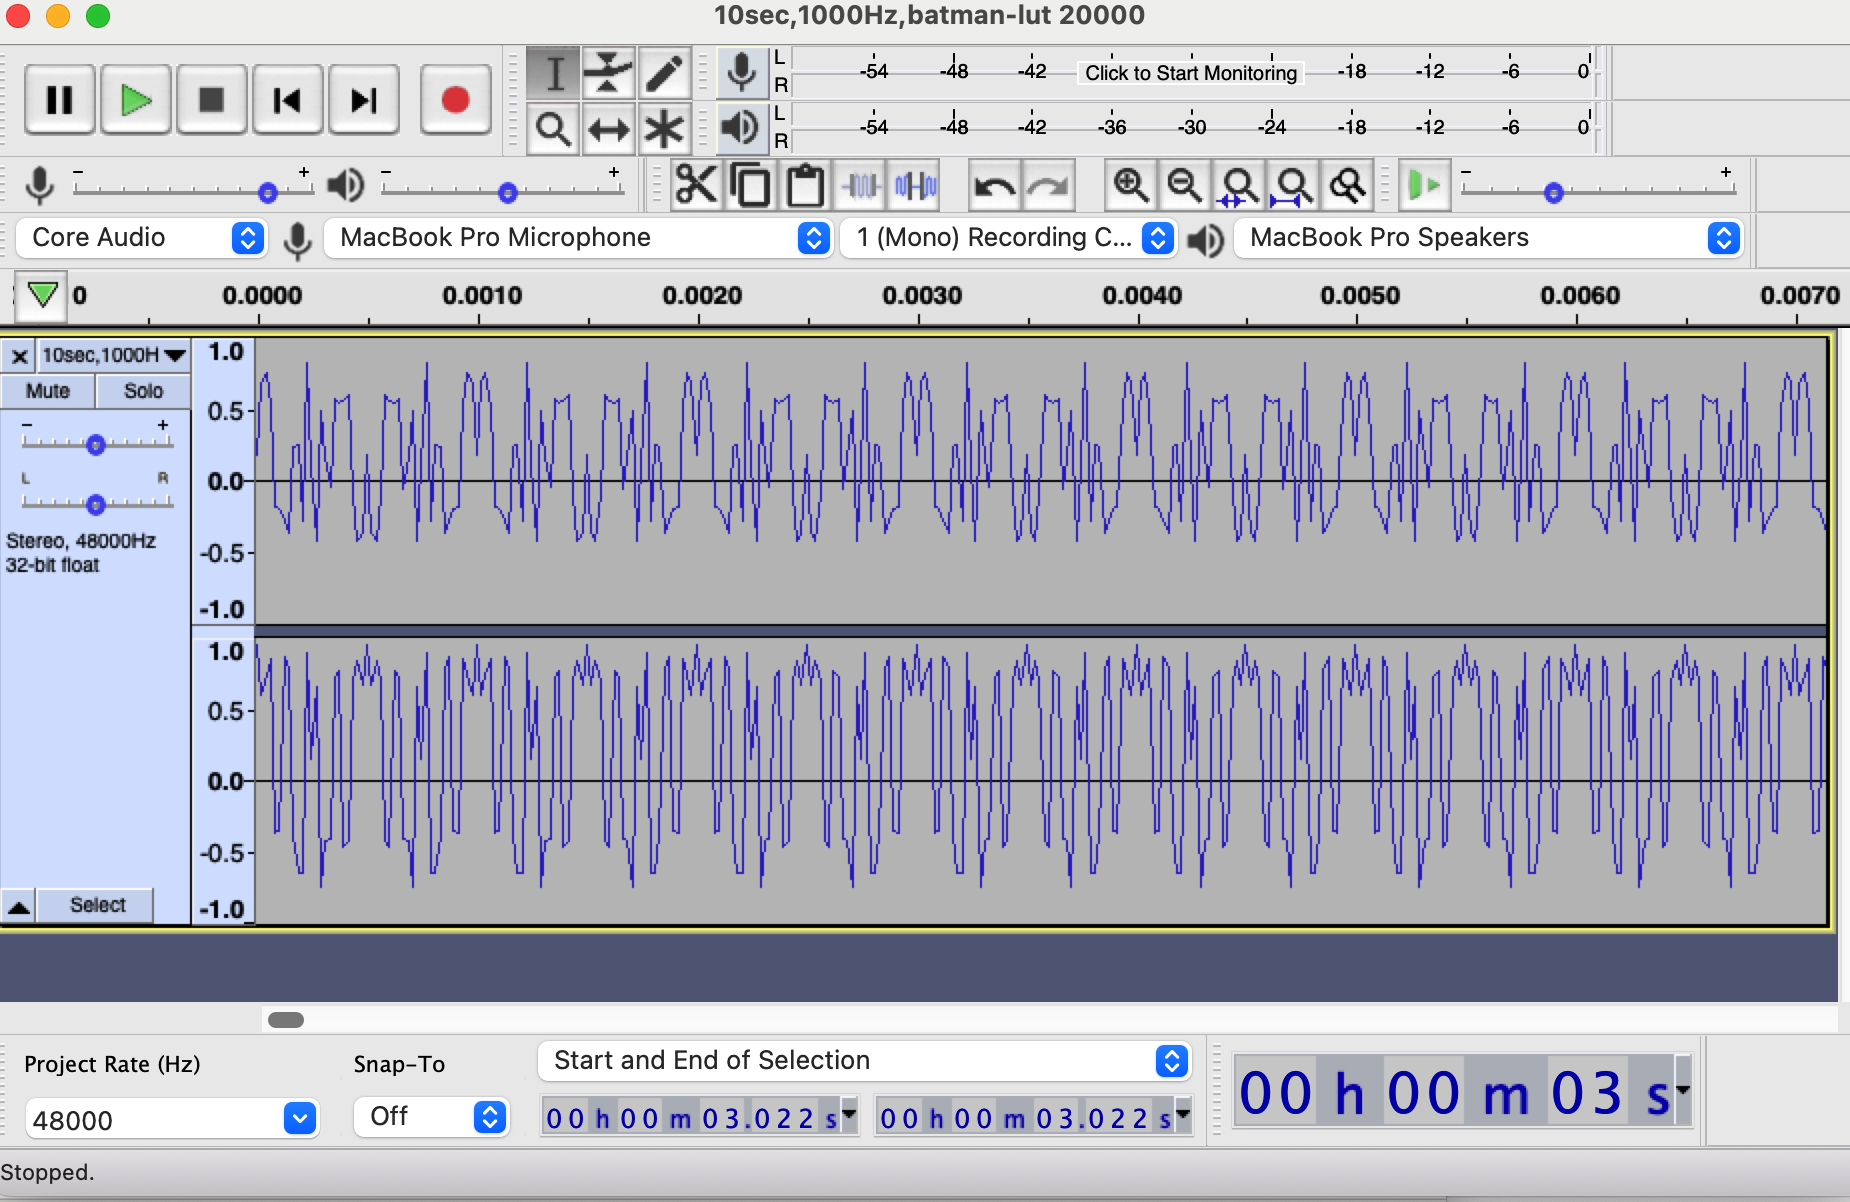 10sec,1000Hz,batman-lut 20000
L
R
-54 -48 -42 Click to Start Monitoring -18 -12 -6 0
L
R
-54 -48 -42 -36 -30 -24 -18 -12 -6 0
- + - + - +
Core Audio MacBook Pro Microphone 1 (Mono) Recording C... MacBook Pro Speakers
0 0.0000 0.0010 0.0020 0.0030 0.0040 0.0050 0.0060 0.0070
10sec,1000H 1.0
Mute Solo
0.5
- +
L R
0.0
Stereo, 48000Hz
32-bit float
-0.5
-1.0
1.0
0.5
0.0
-0.5
Select -1.0
Project Rate (Hz) Snap-To Start and End of Selection
48000 Off 00 h 00 m 03.022 s 00 h 00 m 03.022 s 00 h 00 m 03 s
Stopped.